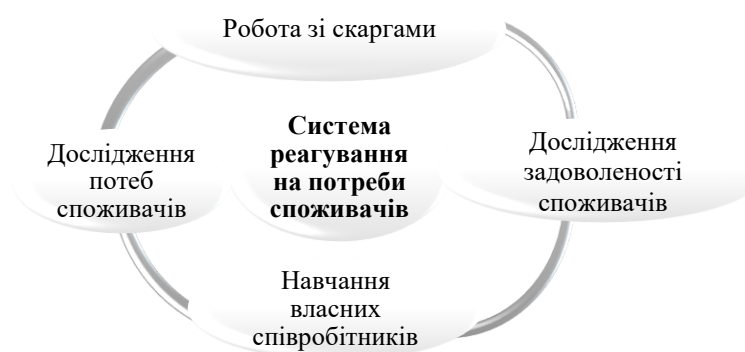 Робота зі скаргами
Система
реагування
на потреби
споживачів
Дослідження
задоволеності
споживачів
Навчання
власних
співробітників
Дослідження
потеб
споживачів